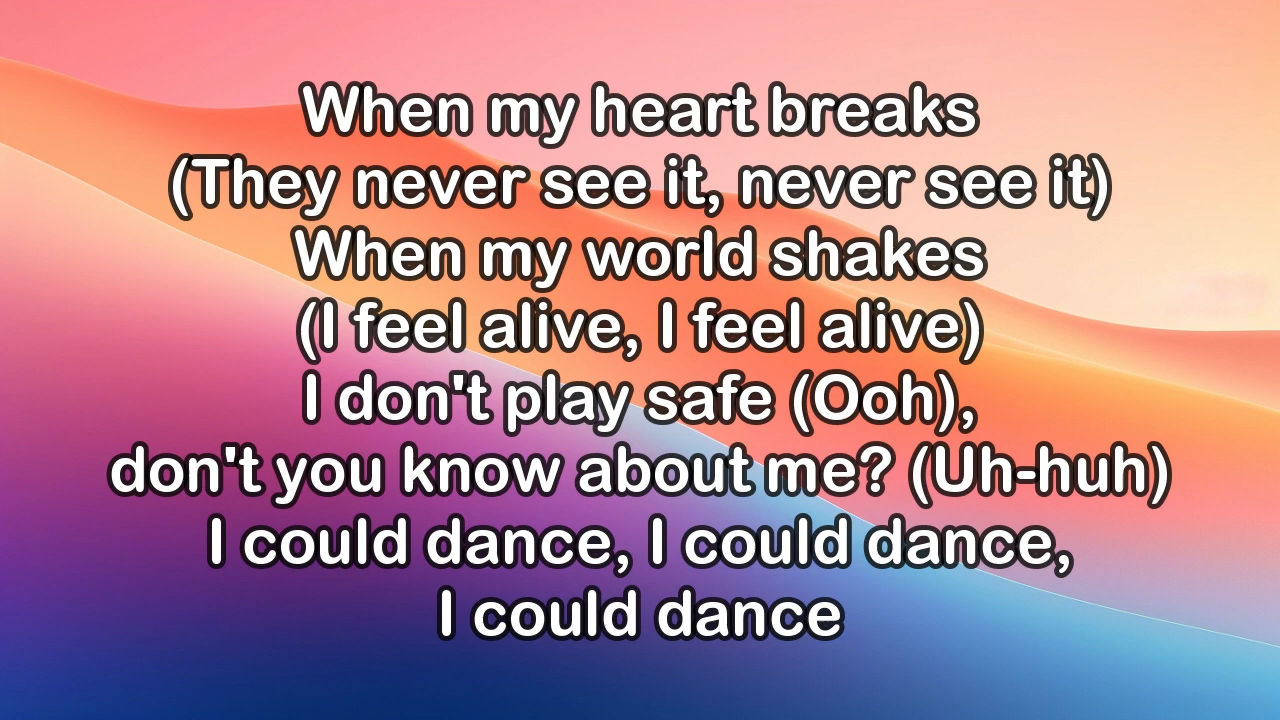 When my heart breaks
(They never see it, never see it)
When my world shakes
(I feel alive, I feel alive)
I don't play safe (Ooh),
don't you know about me? (Uh-huh)
I could dance, I could dance,
I could dance